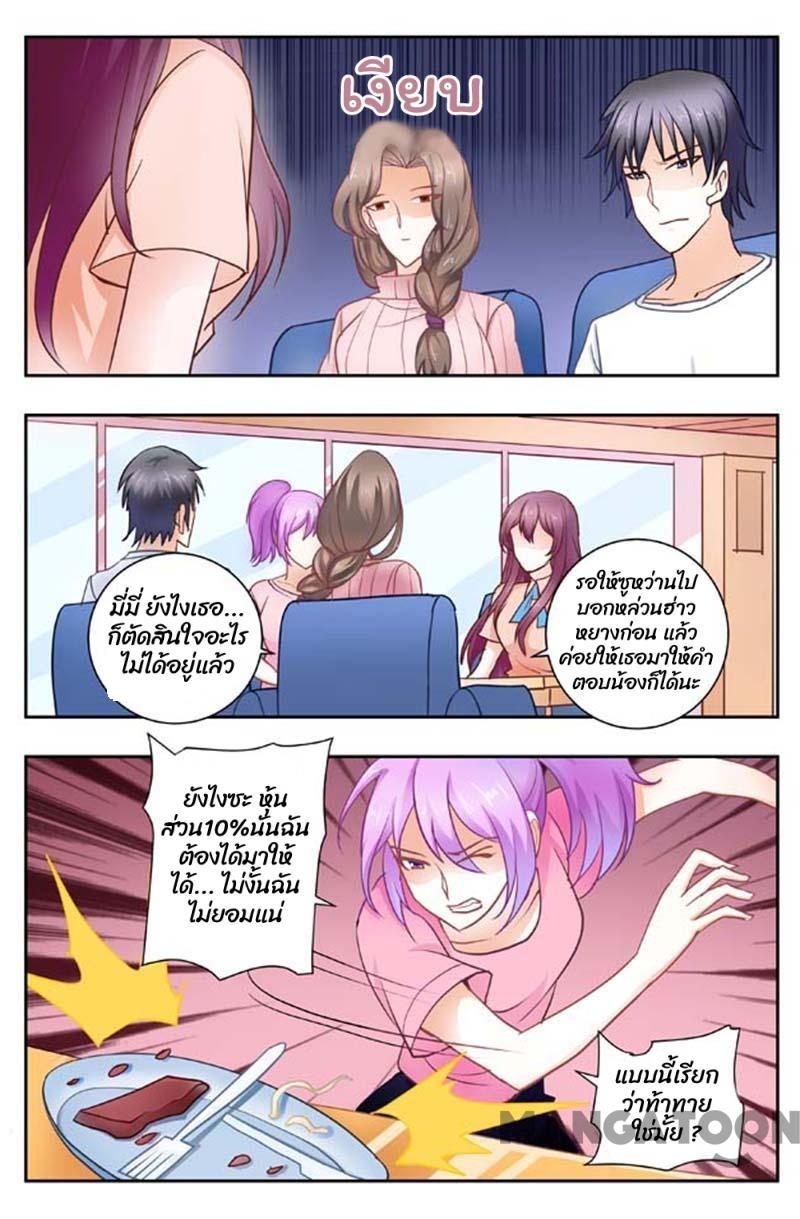 เงียบ
มี่มี่ ยังไงเธอ...
ก็ตัดสินใจอะไร
ไม่ได้อยู่แล้ว
รอให้ซูหว่านไป
บอกหล่วนฮ่าว
หยางก่อน แล้ว
ค่อยให้เธอมาให้คำ
ตอบน้องก็ได้นะ
ยังไงซะ หุ้น
ส่วน10%นั่นฉัน
ต้องได้มาให้
ได้... ไม่งั้นฉัน
ไม่ยอมแน่
แบบนี้เรียก
ว่าท้าทาย
ใช่มั้ย ?
MANGATOON